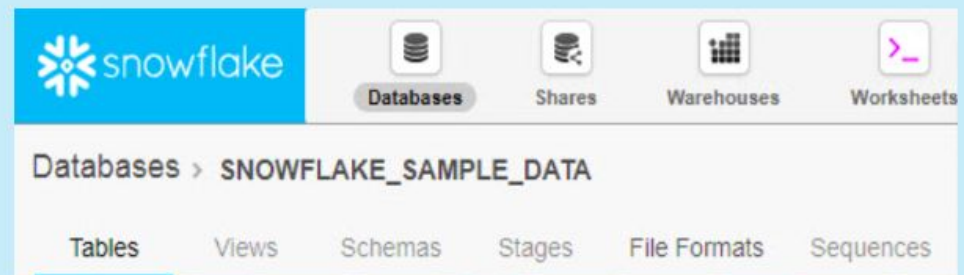 snowflake
Databases Shares Warehouses Worksheets
Databases > SNOWFLAKE_SAMPLE_DATA
Tables Views Schemas Stages File Formats Sequences